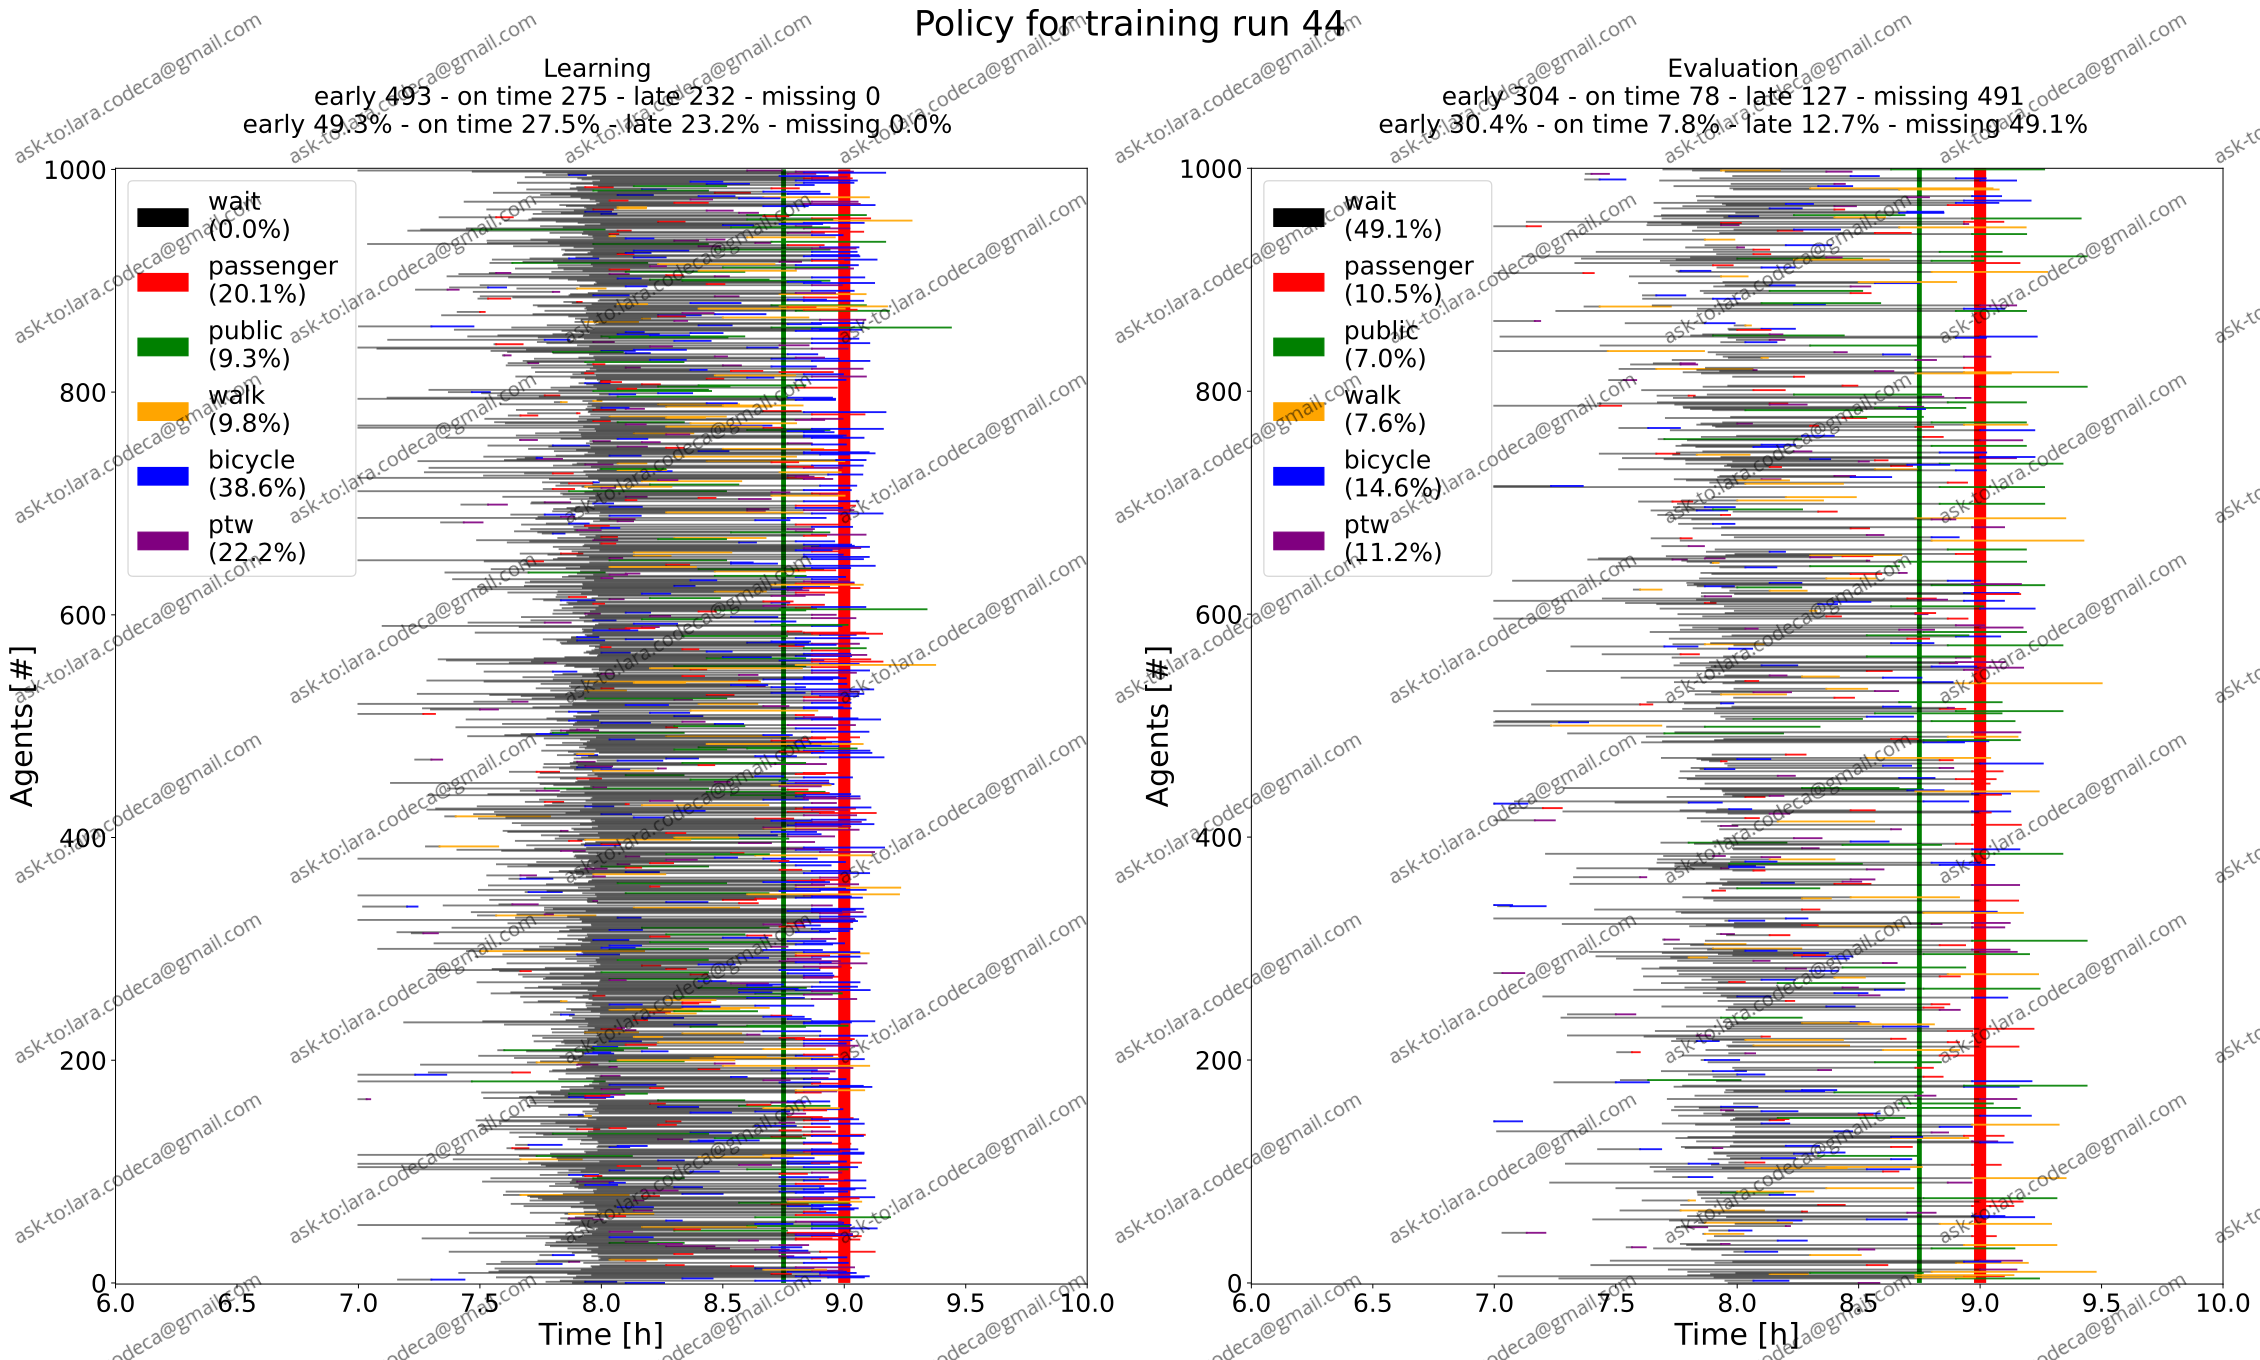 Policy for training run 44
Learning
early 493 - on time 275 - late 232 - missing 0
early 49.3% - on time 27.5% - late 23.2% - missing 0.0%
1000
800
600
400
200
0
Agents [#]
wait
(0.0%)
passenger
(20.1%)
public
(9.3%)
walk
(9.8%)
bicycle
(38.6%)
ptw
(22.2%)
6.0 6.5 7.0 7.5 8.0 8.5 9.0 9.5 10.0
Time [h]
Evaluation
early 304 - on time 78 - late 127 - missing 491
early 30.4% - on time 7.8% - late 12.7% - missing 49.1%
1000
800
600
400
200
0
Agents [#]
wait
(49.1%)
passenger
(10.5%)
public
(7.0%)
walk
(7.6%)
bicycle
(14.6%)
ptw
(11.2%)
6.0 6.5 7.0 7.5 8.0 8.5 9.0 9.5 10.0
Time [h]
ask-to:lara.codeca@gmail.com